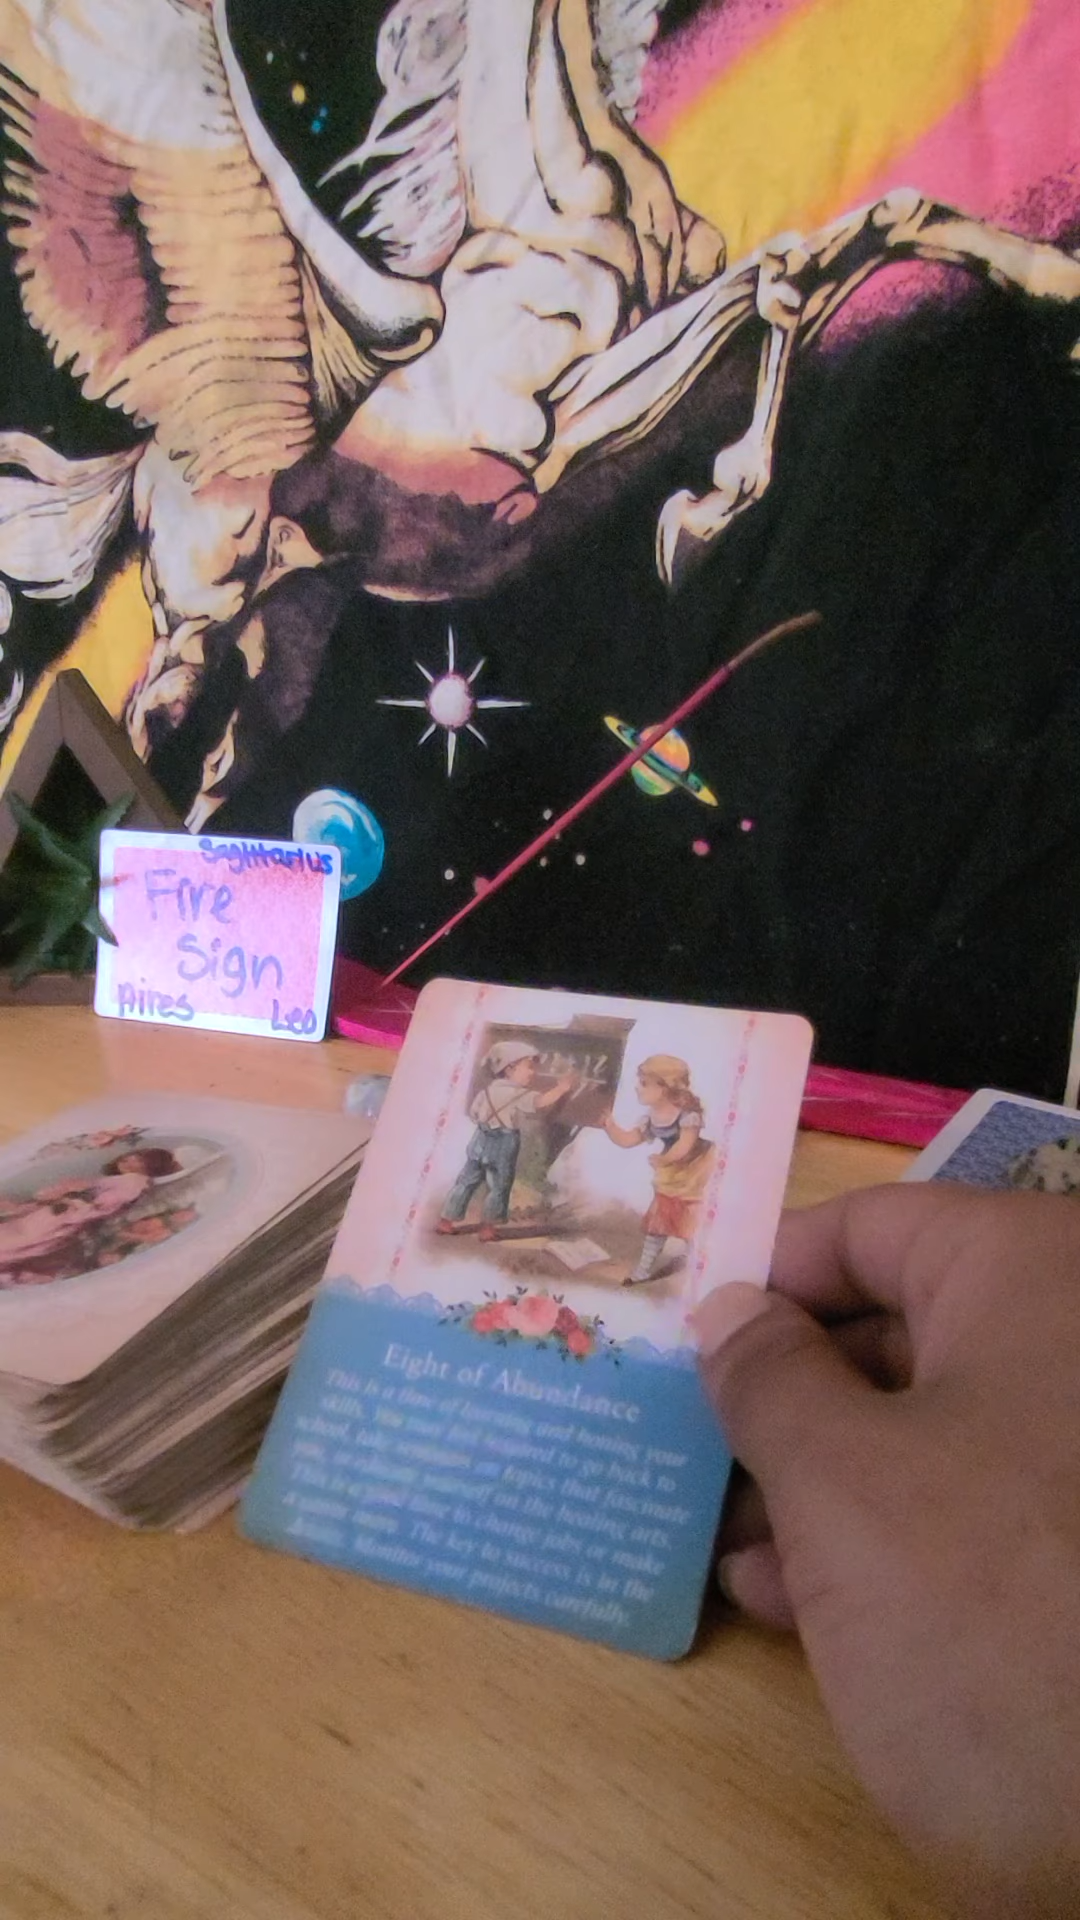 Sagittarius
Fire
Sign
Aires
Leo
Eight of Abundance
This is a time of learning and honing your
skills. You may feel inspired to go back to
school, take seminars on topics that fascinate
you, or educate yourself on the healing arts.
This is a good time to change jobs or make
a career move. The key to success is in the
details. Monitor your projects carefully.